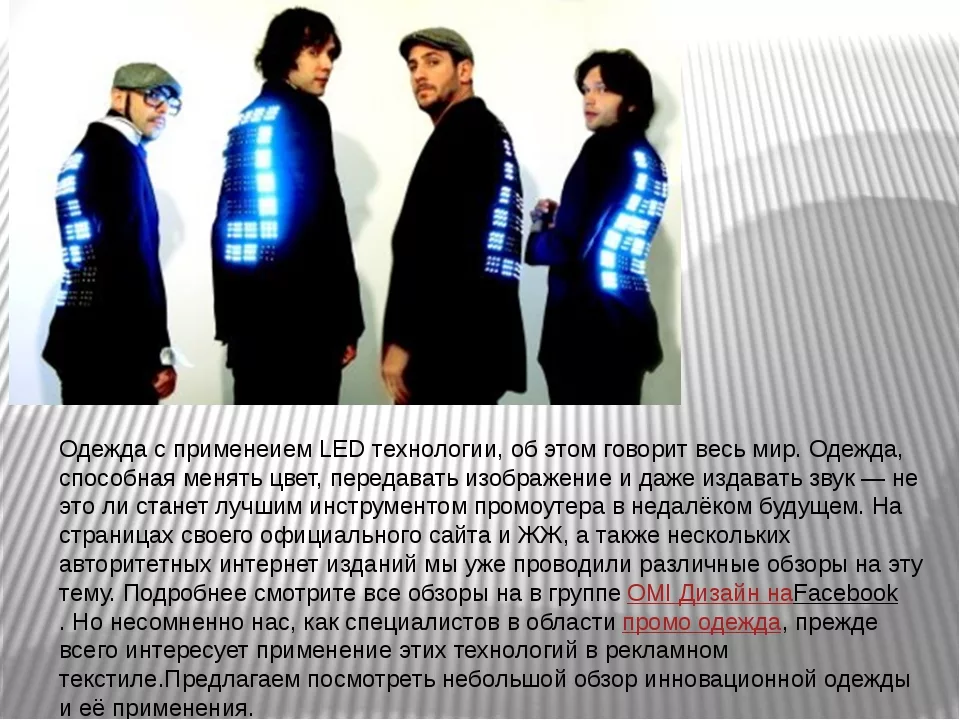 Одежда с применеием LED технологии, об этом говорит весь мир. Одежда,
способная менять цвет, передавать изображение и даже издавать звук — не
это ли станет лучшим инструментом промоутера в недалёком будущем. На
страницах своего официального сайта и ЖЖ, а также нескольких
авторитетных интернет изданий мы уже проводили различные обзоры на эту
тему. Подробнее смотрите все обзоры на в группе OMI Дизайн наFacebook
. Но несомненно нас, как специалистов в области промо одежда, прежде
всего интересует применение этих технологий в рекламном
текстиле.Предлагаем посмотреть небольшой обзор инновационной одежды
и её применения.